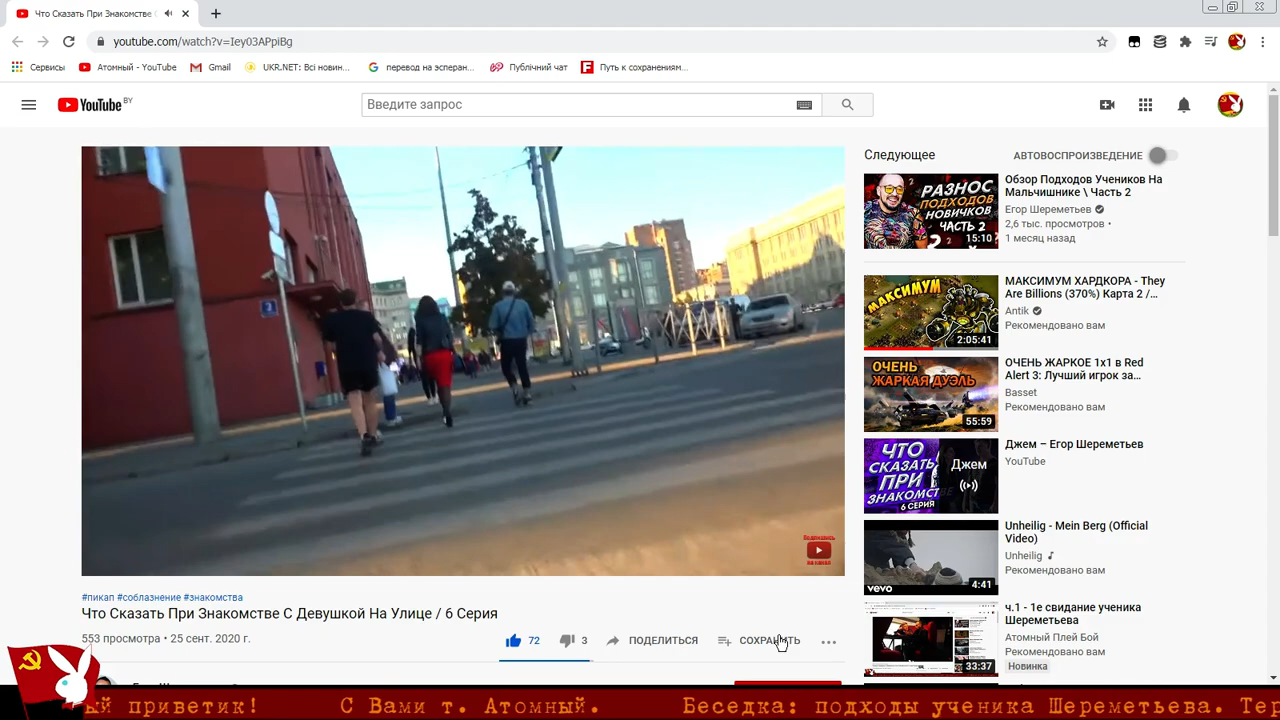 Что Сказать При Знакомстве
youtube.com/watch?v=Iey03APpiBg
Сервисы
Атомный - YouTube
Gmail
UKR.NET: Всі новин...
перевод на эсперан...
Публічний чат
Путь к сохранениям...
YouTube BY
Введите запрос
Следующее
АВТОВОСПРОИЗВЕДЕНИЕ
РАЗНОС
ПОДХОДОВ
НОВИЧКОВ
ЧАСТЬ 2
15:10
Обзор Подходов Учеников На
Мальчишнике \ Часть 2
Егор Шереметьев
2,6 тыс. просмотров •
1 месяц назад
МАКСИМУМ
2:05:41
МАКСИМУМ ХАРДКОРА - They
Are Billions (370%) Карта 2 /...
Antik
Рекомендовано вам
ОЧЕНЬ
ЖАРКАЯ ДУЭЛЬ
55:59
ОЧЕНЬ ЖАРКОЕ 1x1 в Red
Alert 3: Лучший игрок за...
Basset
Рекомендовано вам
ЧТО
СКАЗАТЬ
ПРИ
ЗНАКОМСТ
6 СЕРИЯ
Джем
Джем – Егор Шереметьев
YouTube
vevo
4:41
Unheilig - Mein Berg (Official
Video)
Unheilig
Рекомендовано вам
33:37
ч.1 - 1е свидание ученика
Шереметьева
Атомный Плей Бой
Рекомендовано вам
Новинка
#пикап #соблазнение #знакомства
Что Сказать При Знакомстве С Девушкой На Улице / 6 Серия
553 просмотра • 25 сент. 2020 г.
72
3
ПОДЕЛИТЬСЯ
СОХРАНИТЬ
ый приветик! С Вами т. Атомный. Беседка: подходы ученика Шереметьева. Тер